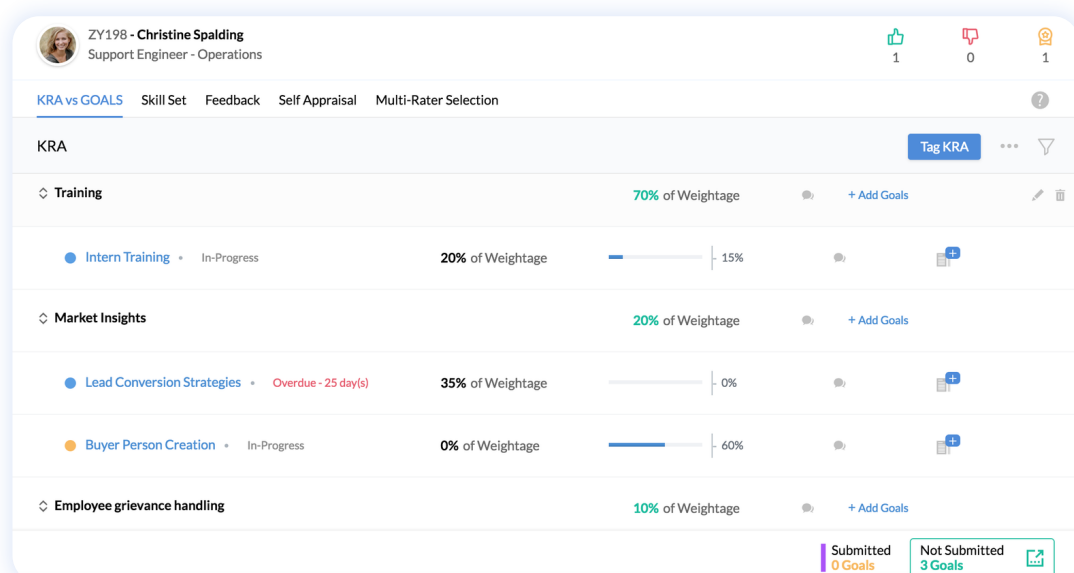 ZY198 - Christine Spalding
Support Engineer - Operations
1
0
1
KRA vs GOALS Skill Set Feedback Self Appraisal Multi-Rater Selection ?
KRA Tag KRA
Training 70% of Weightage + Add Goals
Intern Training • In-Progress 20% of Weightage 15%
Market Insights 20% of Weightage + Add Goals
Lead Conversion Strategies • Overdue - 25 day(s) 35% of Weightage 0%
Buyer Person Creation • In-Progress 0% of Weightage 60%
Employee grievance handling 10% of Weightage + Add Goals
Submitted
0 Goals
Not Submitted
3 Goals